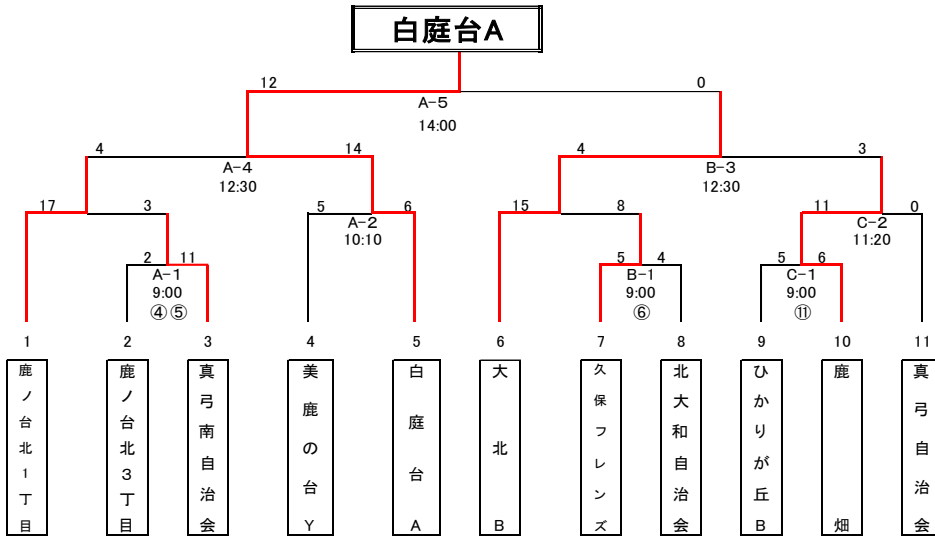 白庭台A
12 0
A-5
14:00
4 14 4 3
A-4 B-3
12:30 12:30
17 3 5 6 15 8 11 0
A-2 C-2
10:10 11:20
2 11 5 4 5 6
A-1 B-1 C-1
9:00 9:00 9:00
④⑤ ⑥ ⑪
1 2 3 4 5 6 7 8 9 10 11
鹿ノ台北1丁目
鹿ノ台北3丁目
真弓南自治会
美鹿の台Y
白庭台A
大北B
久保フレンズ
北大和自治会
ひかりが丘B
鹿畑
真弓自治会